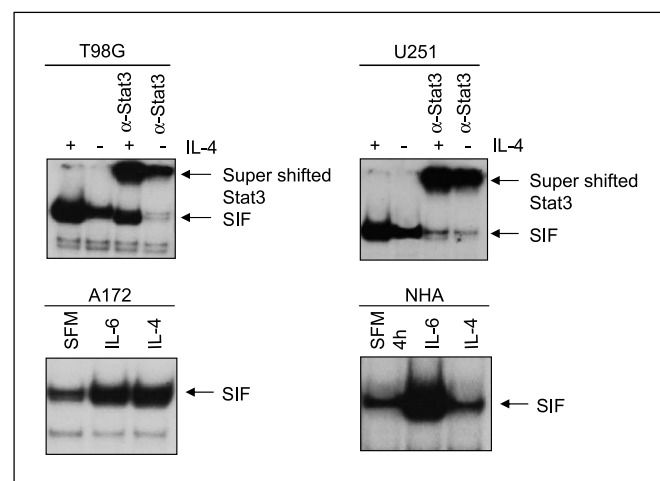 T98G
α-Stat3
α-Stat3
+ - + - IL-4
Super shifted
Stat3
SIF
U251
α-Stat3
α-Stat3
+ - + - IL-4
Super shifted
Stat3
SIF
A172
SFM
IL-6
IL-4
SIF
NHA
SFM
4h
IL-6
IL-4
SIF